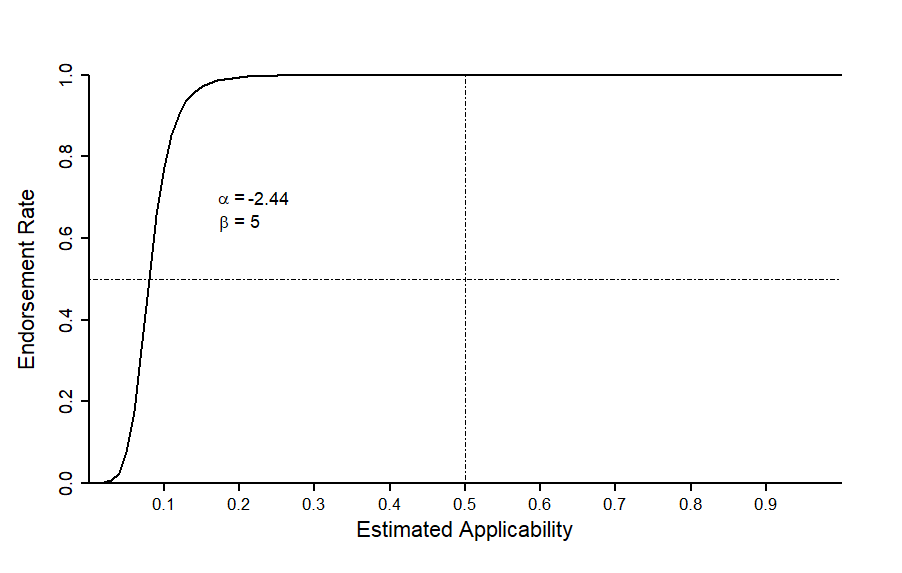 1.0
0.8
0.6
0.4
0.2
0.0
Endorsement Rate
α = -2.44
β = 5
0.1 0.2 0.3 0.4 0.5 0.6 0.7 0.8 0.9
Estimated Applicability